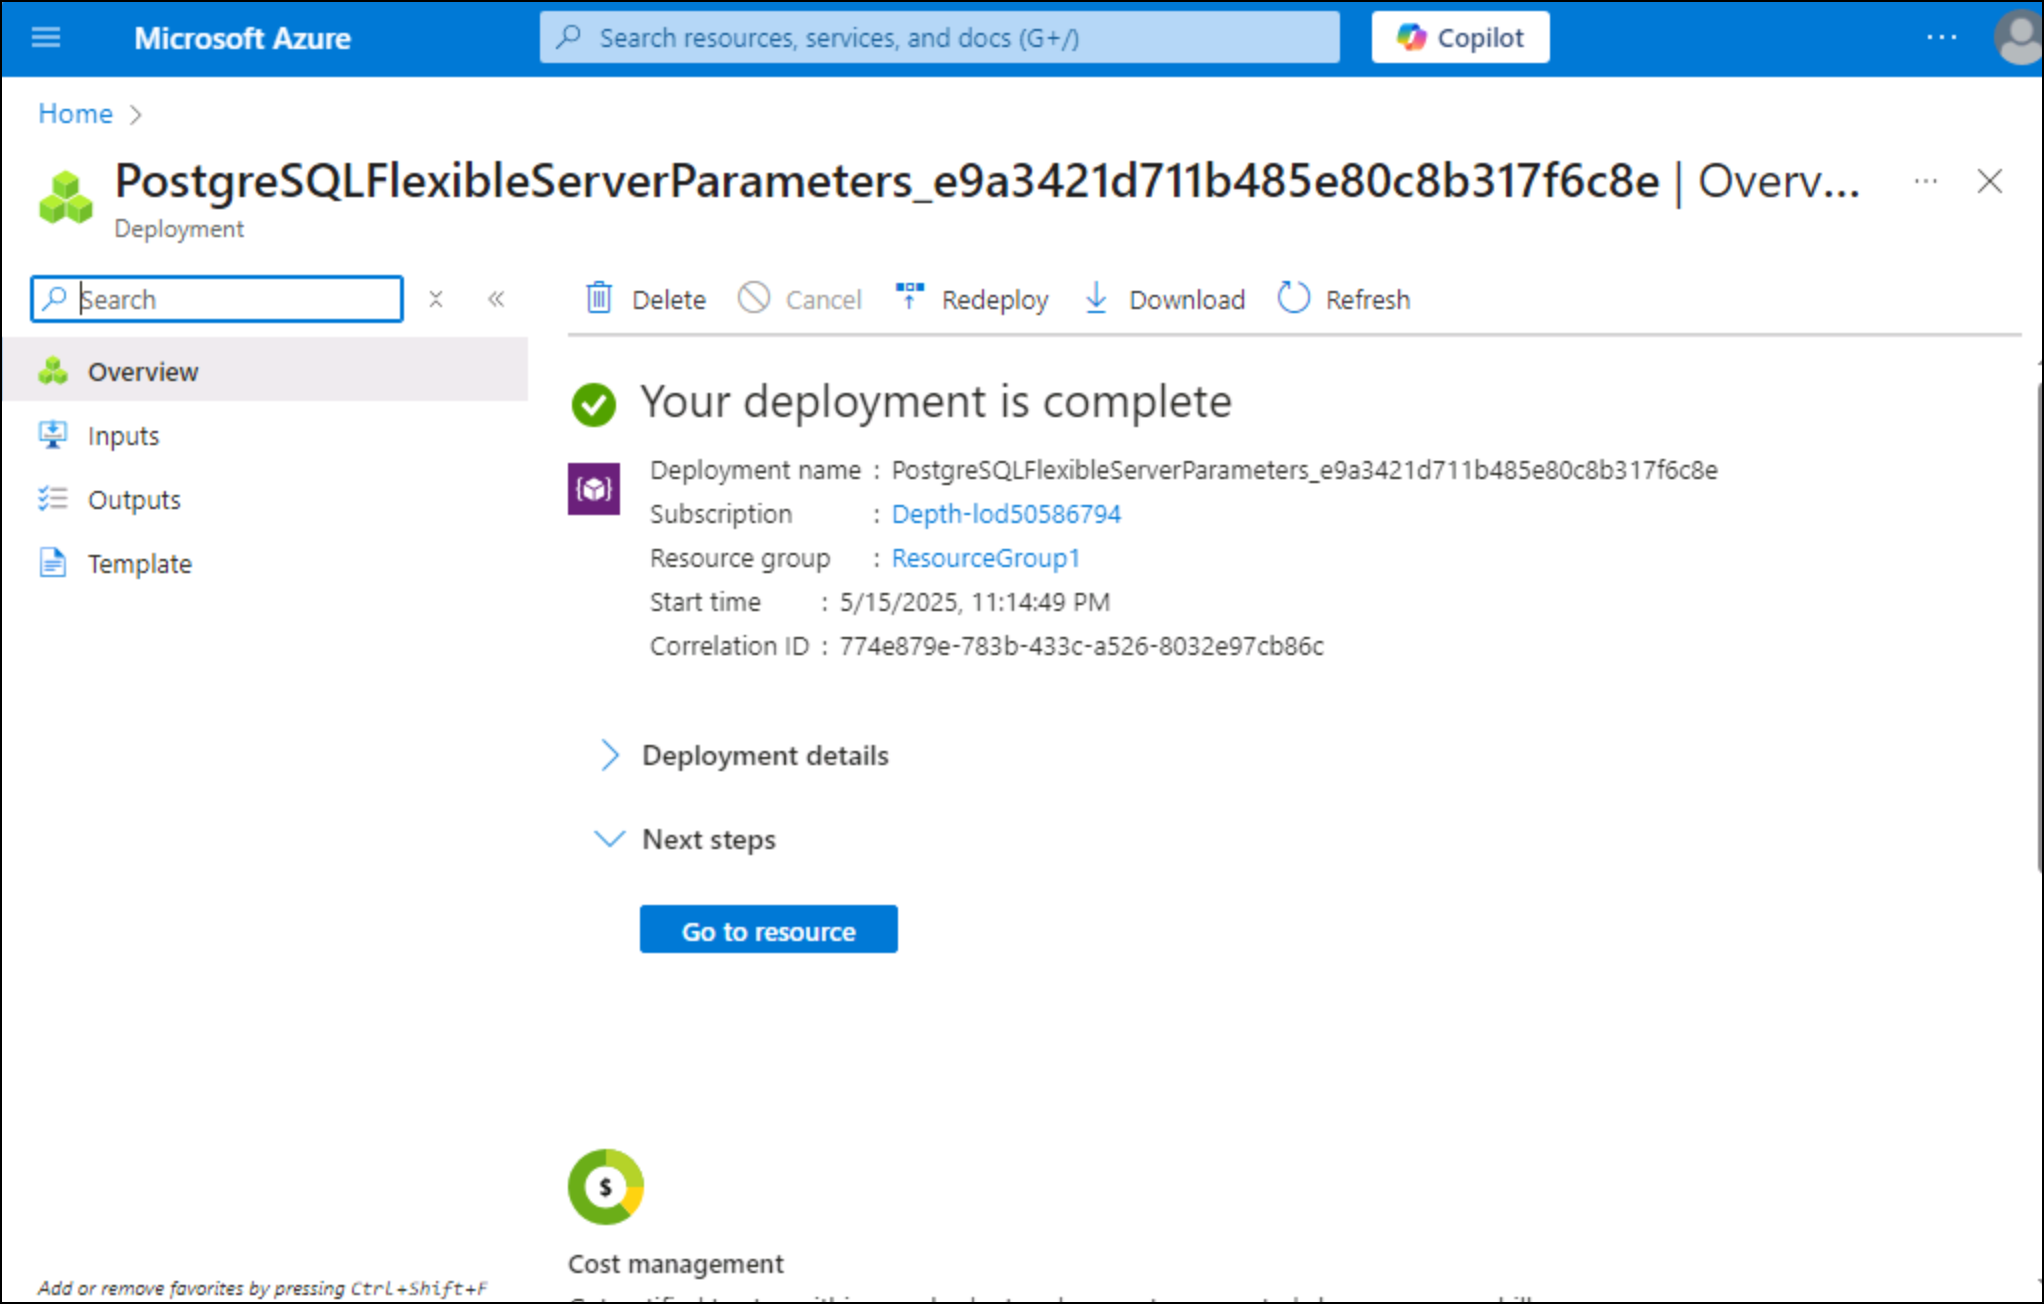 Microsoft Azure
Search resources, services, and docs (G+/)
Copilot
Home
PostgreSQLFlexibleServerParameters_e9a3421d711b485e80c8b317f6c8e | Overv...
Deployment
Search
Delete
Cancel
Redeploy
Download
Refresh
Overview
Inputs
Outputs
Template
Your deployment is complete
Deployment name : PostgreSQLFlexibleServerParameters_e9a3421d711b485e80c8b317f6c8e
Subscription : Depth-lod50586794
Resource group : ResourceGroup1
Start time : 5/15/2025, 11:14:49 PM
Correlation ID : 774e879e-783b-433c-a526-8032e97cb86c
Deployment details
Next steps
Go to resource
$
Cost management
Add or remove favorites by pressing Ctrl+Shift+F